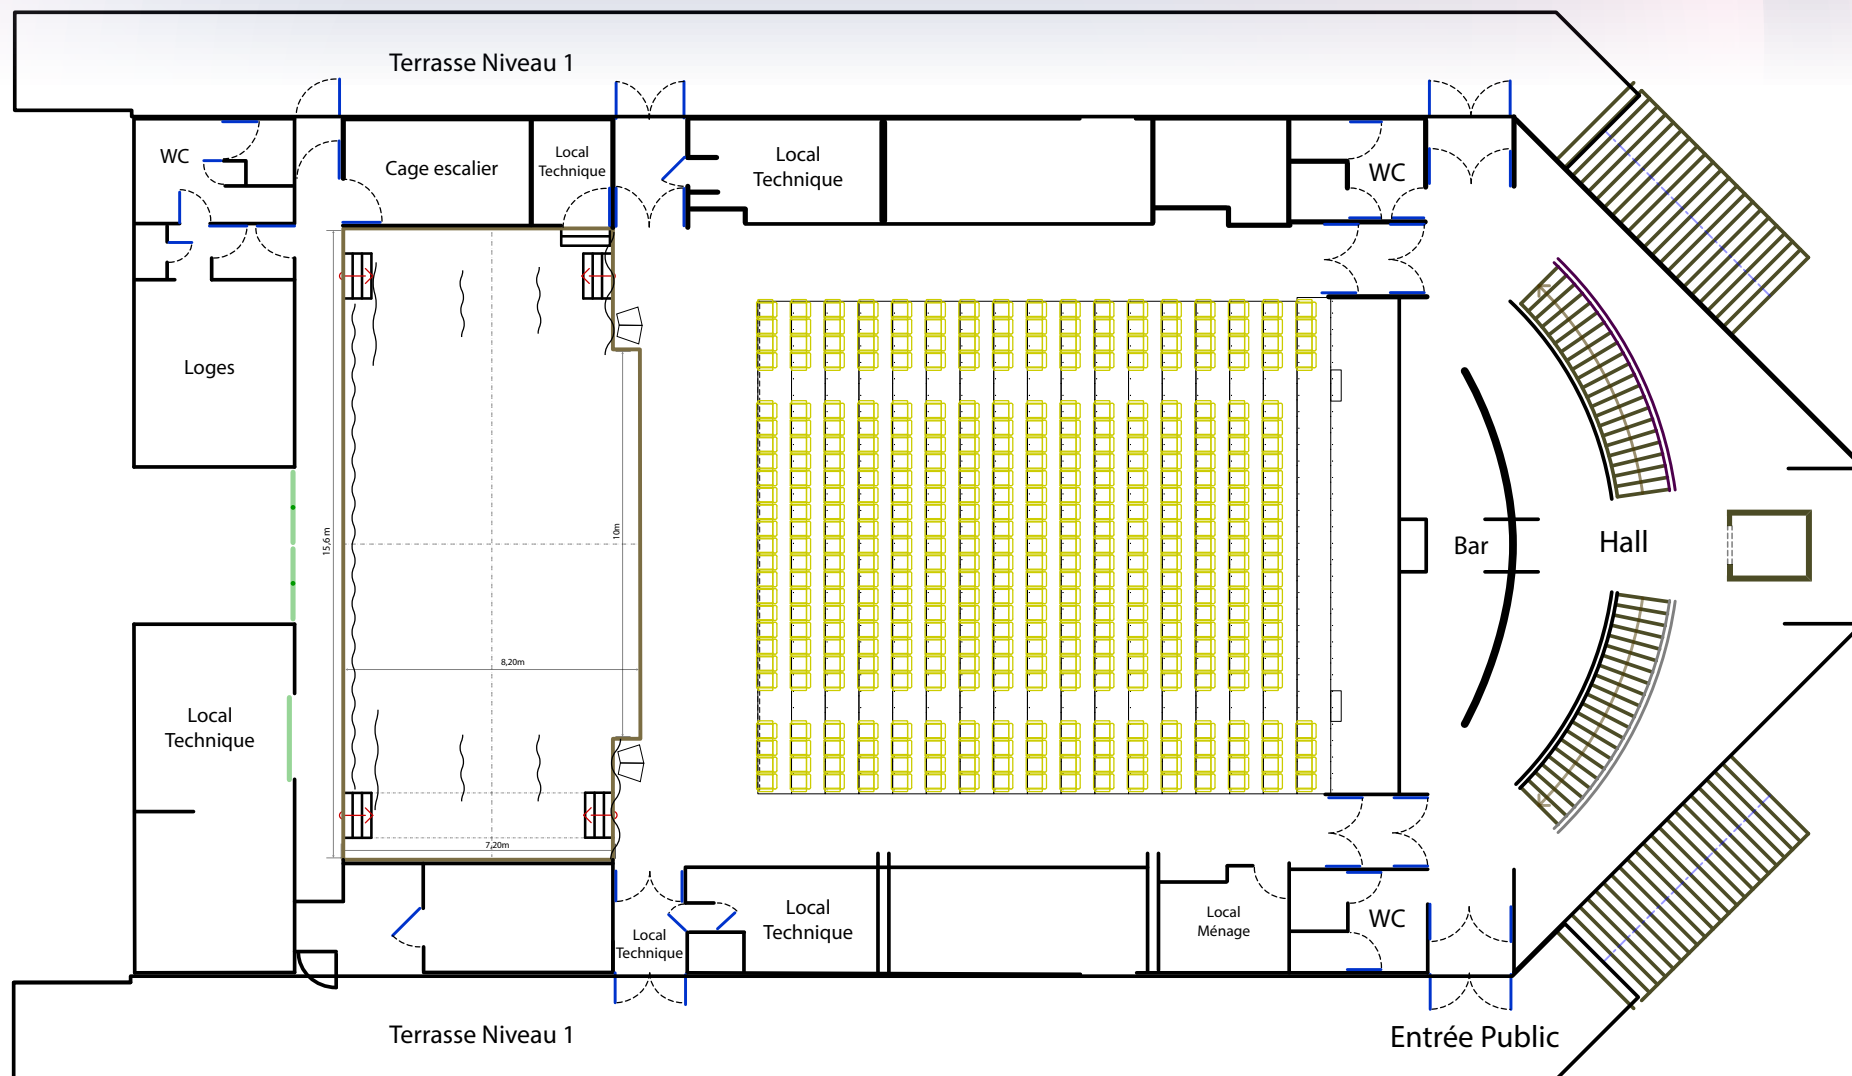 Terrasse Niveau 1
WC
Cage escalier
Local
Technique
Local
Technique
WC
Loges
15,6 m
10m
8,20m
7,20m
Bar
Hall
Local
Technique
Local
Technique
Local
Technique
Local
Ménage
WC
Terrasse Niveau 1
Entrée Public